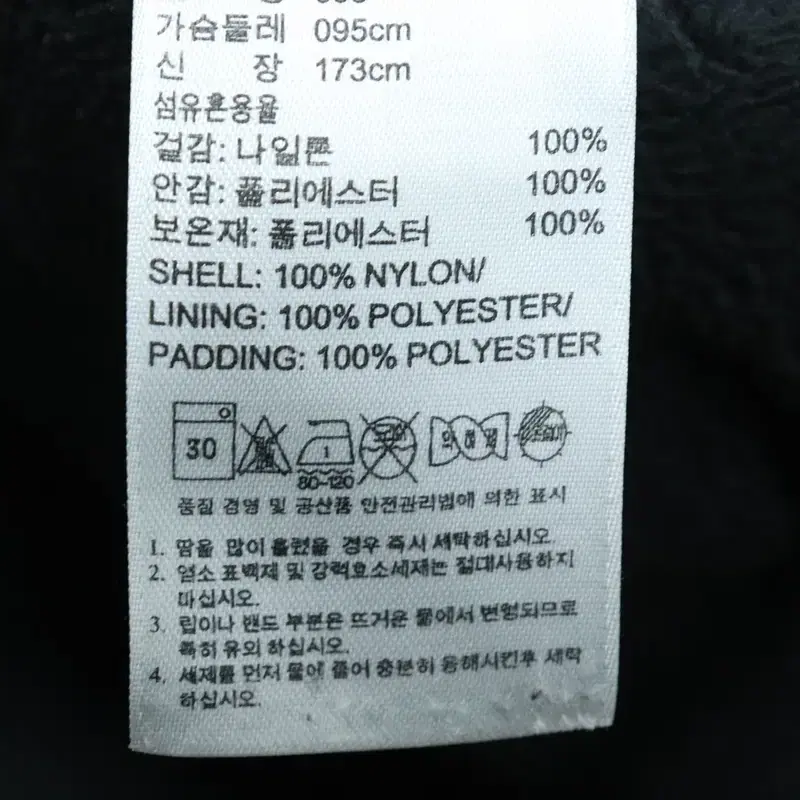 가슴둘레 095cm
신 장 173cm
섬유혼용율
겉감: 나일론 100%
안감: 폴리에스터 100%
보온재: 폴리에스터 100%
SHELL: 100% NYLON/
LINING: 100% POLYESTER/
PADDING: 100% POLYESTER
30
1
80-120
약하게
품질 경영 및 공산품 안전관리법에 의한 표시
1. 땀을 많이 흘렸을 경우 즉시 세탁하십시오.
2. 염소 표백제 및 강력효소세제는 절대사용하지
마십시오.
3. 립이나 밴드 부분은 뜨거운 물에서 변형되므로
특히 유의 하십시오.
4. 세제를 먼저 물에 풀어 충분히 용해시킨후 세탁
하십시오.